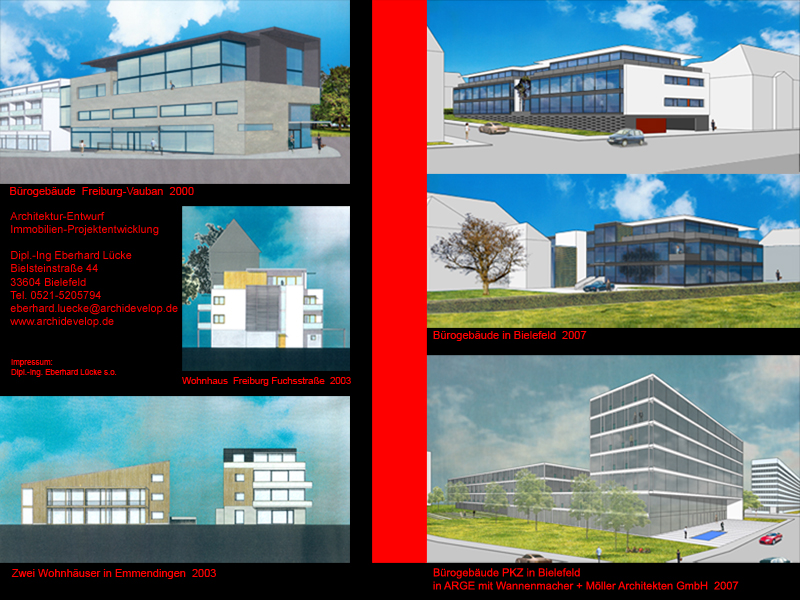 Bürogebäude Freiburg-Vauban 2000
Architektur-Entwurf
Immobilien-Projektentwicklung
Dipl.-Ing Eberhard Lücke
Bielsteinstraße 44
33604 Bielefeld
Tel. 0521-5205794
eberhard.luecke@archidevelop.de
www.archidevelop.de
Impressum:
Dipl.-Ing. Eberhard Lücke s.o.
Wohnhaus Freiburg Fuchsstraße 2003
Zwei Wohnhäuser in Emmendingen 2003
Bürogebäude in Bielefeld 2007
Bürogebäude PKZ in Bielefeld
in ARGE mit Wannenmacher + Möller Architekten GmbH 2007